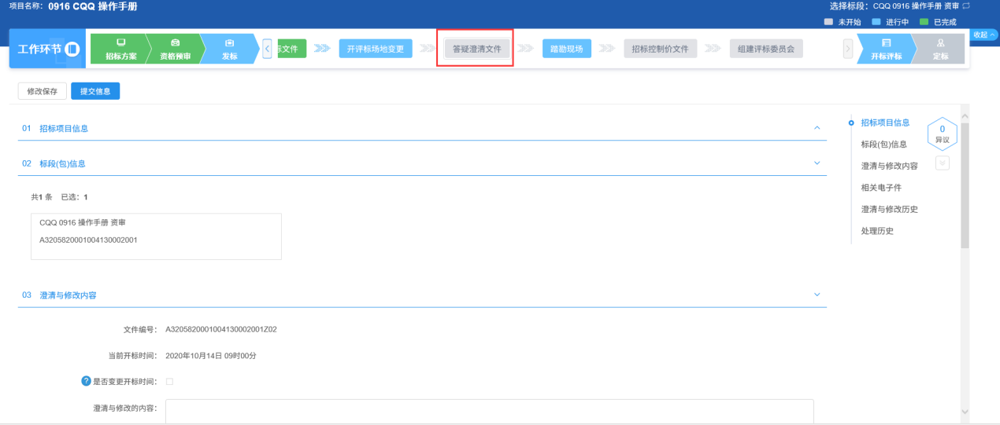 项目名称: 0916 CQQ 操作手册
选择标段: CQQ 0916 操作手册 资审
未开始 进行中 已完成
收起
工作环节
招标方案 资格预审 发标 标文件 开评标场地变更 答疑澄清文件 踏勘现场 招标控制价文件 组建评标委员会 开标评标 定标
修改保存 提交信息
01 招标项目信息
02 标段(包)信息
共1 条 已选: 1
CQQ 0916 操作手册 资审
A3205820001004130002001
03 澄清与修改内容
文件编号: A3205820001004130002001Z02
当前开标时间: 2020年10月14日 09时00分
? 是否变更开标时间:
澄清与修改的内容:
招标项目信息
标段(包)信息
澄清与修改内容
相关电子件
澄清与修改历史
处理历史
0
异议